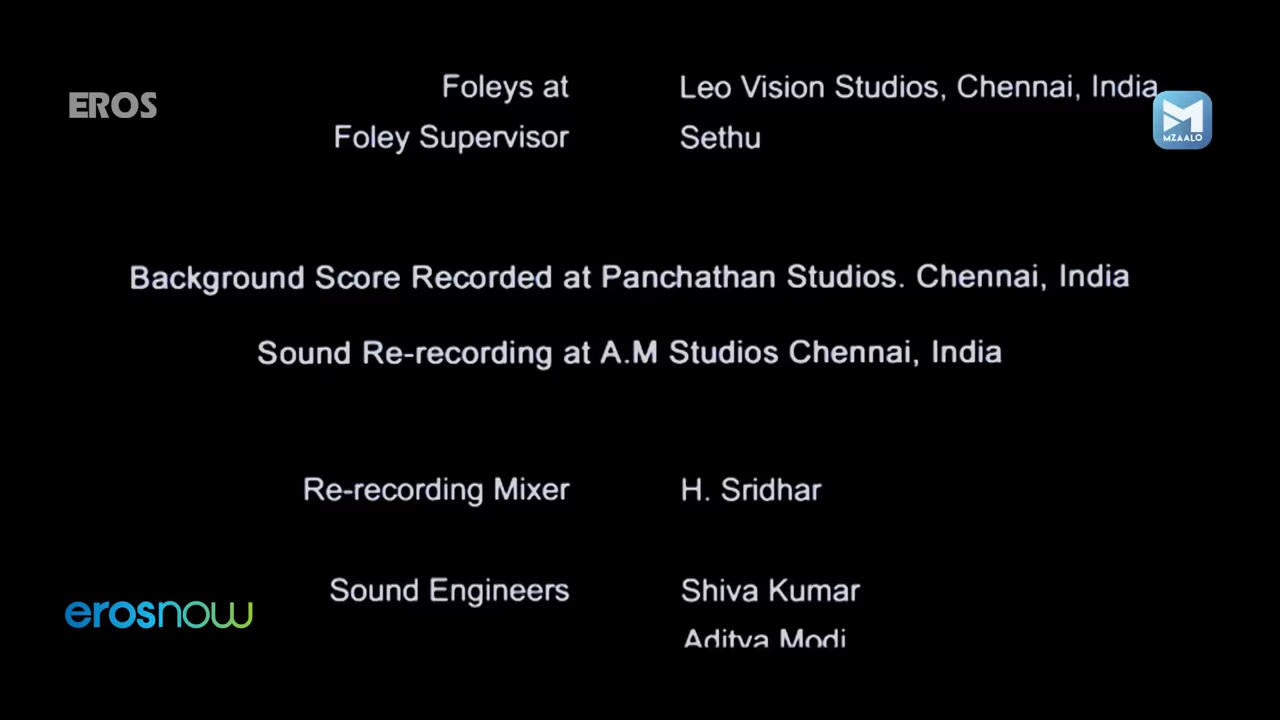 Foleys at Leo Vision Studios, Chennai, India
EROS
MZAALO
Foley Supervisor Sethu
Background Score Recorded at Panchathan Studios. Chennai, India
Sound Re-recording at A.M Studios Chennai, India
Re-recording Mixer H. Sridhar
Sound Engineers Shiva Kumar
erosnow
Aditya Modi